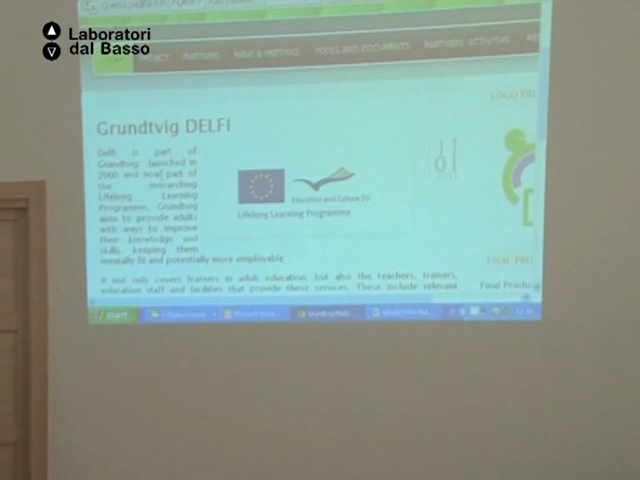 Laboratori
dal Basso
PROJECT PARTNERS NEWS & MEETINGS TOOLS AND DOCUMENTS PARTNERS' ACTIVITIES
LOGO DEL
Grundtvig DELFI
Delfi is part of
Grundtvig launched in
2000 and now part of
the overarching
Lifelong Learning
Programme, Grundtvig
aims to provide adults
with ways to improve
their knowledge and
skills, keeping them
mentally fit and potentially more employable.
Education and Culture DG
Lifelong Learning Programme
It not only covers learners in adult education, but also the teachers, trainers,
education staff and facilities that provide these services. These include relevant
FINAL PRO
Final Produ
start